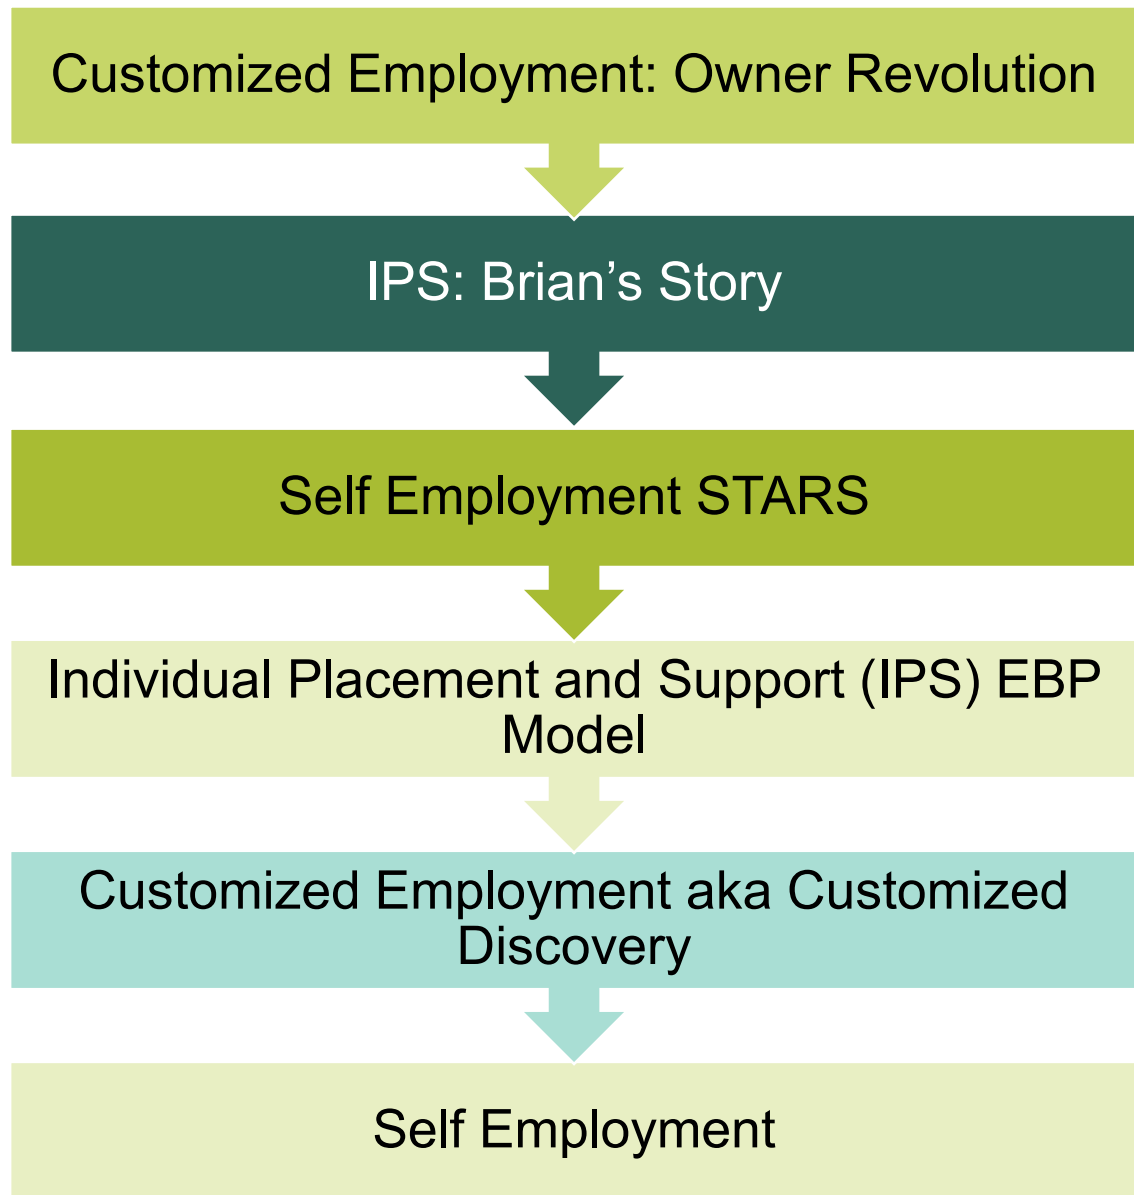 Customized Employment: Owner Revolution
IPS: Brian’s Story
Self Employment STARS
Individual Placement and Support (IPS) EBP
Model
Customized Employment aka Customized
Discovery
Self Employment